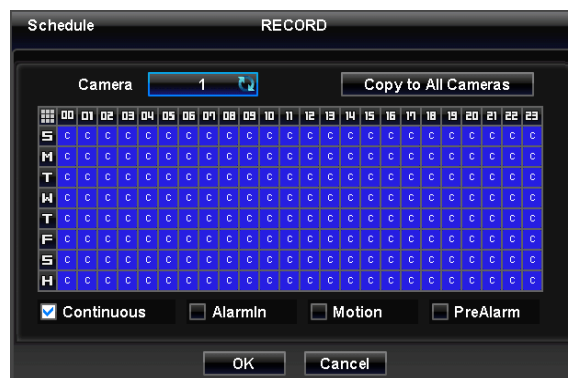 Schedule RECORD
Camera 1 Copy to All Cameras
00 01 02 03 04 05 06 07 08 09 10 11 12 13 14 15 16 17 18 19 20 21 22 23
S C C C C C C C C C C C C C C C C C C C C C C C C
M C C C C C C C C C C C C C C C C C C C C C C C C
T C C C C C C C C C C C C C C C C C C C C C C C C
W C C C C C C C C C C C C C C C C C C C C C C C C
T C C C C C C C C C C C C C C C C C C C C C C C C
F C C C C C C C C C C C C C C C C C C C C C C C C
S C C C C C C C C C C C C C C C C C C C C C C C C
H C C C C C C C C C C C C C C C C C C C C C C C C
Continuous AlarmIn Motion PreAlarm
OK Cancel